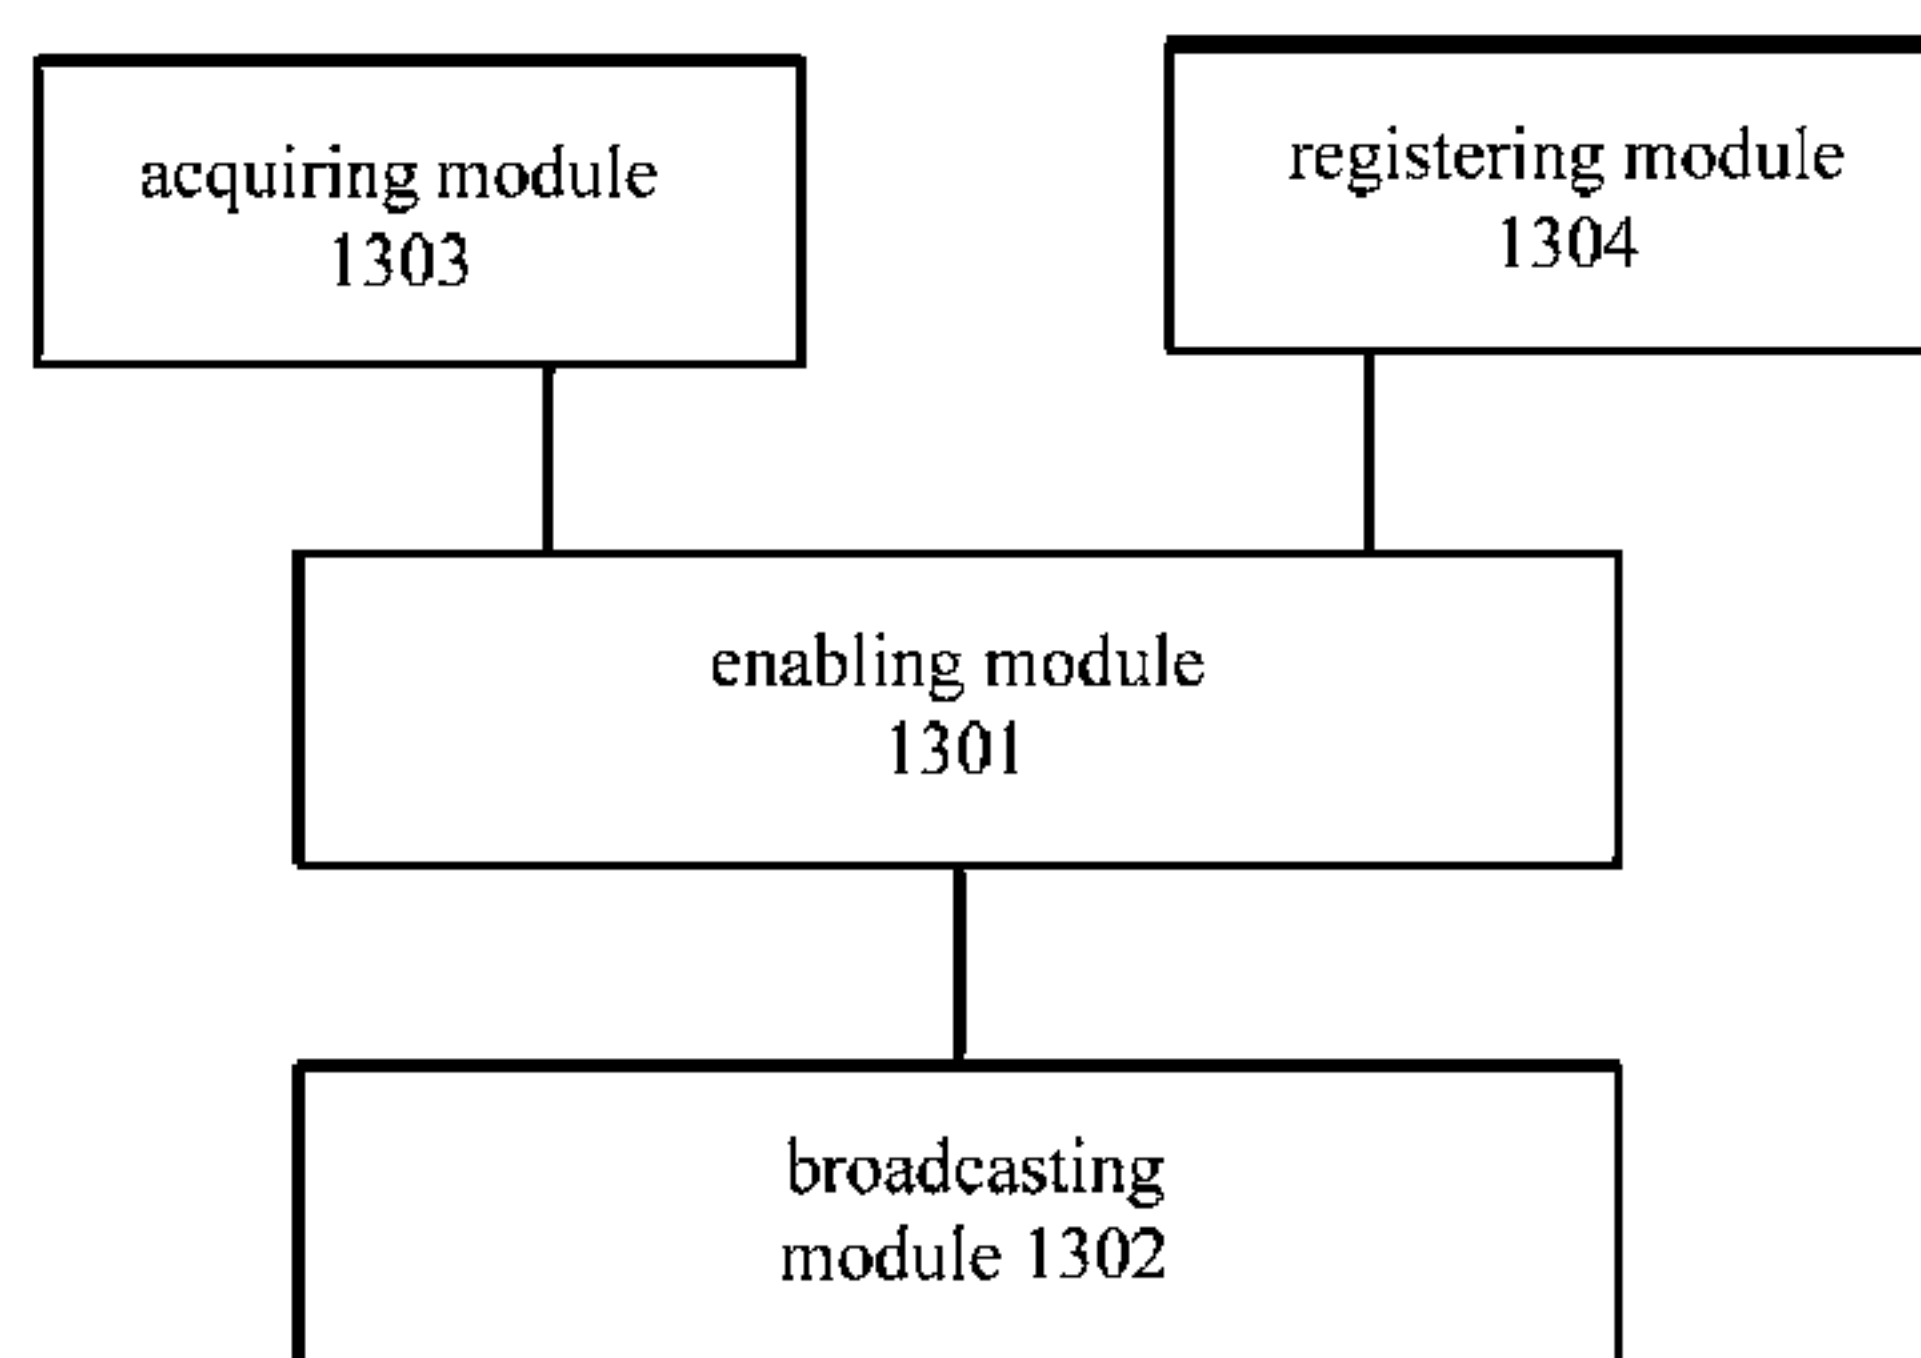 acquiring module
1303
registering module
1304
enabling module
1301
broadcasting
module 1302